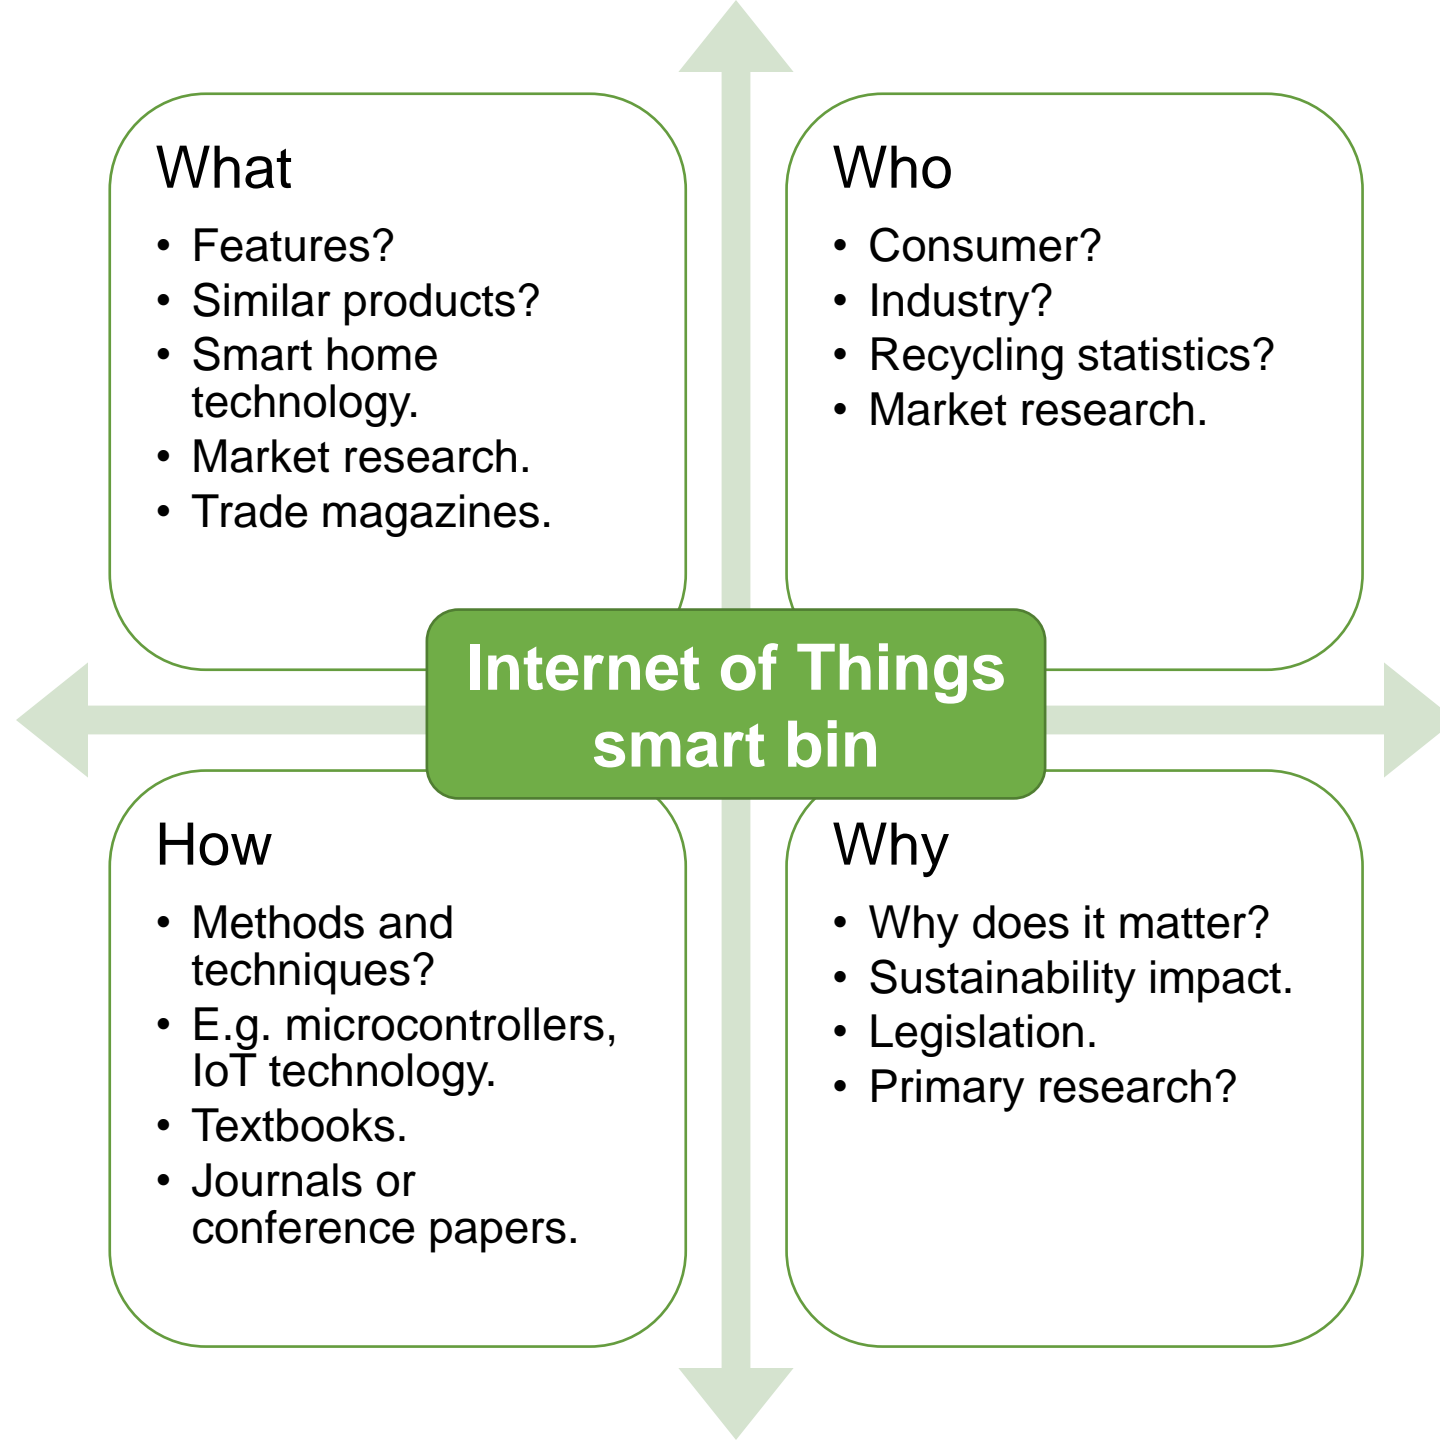 What
• Features?
• Similar products?
• Smart home
technology.
• Market research.
• Trade magazines.
Who
• Consumer?
• Industry?
• Recycling statistics?
• Market research.
Internet of Things
smart bin
How
• Methods and
techniques?
• E.g. microcontrollers,
IoT technology.
• Textbooks.
• Journals or
conference papers.
Why
• Why does it matter?
• Sustainability impact.
• Legislation.
• Primary research?